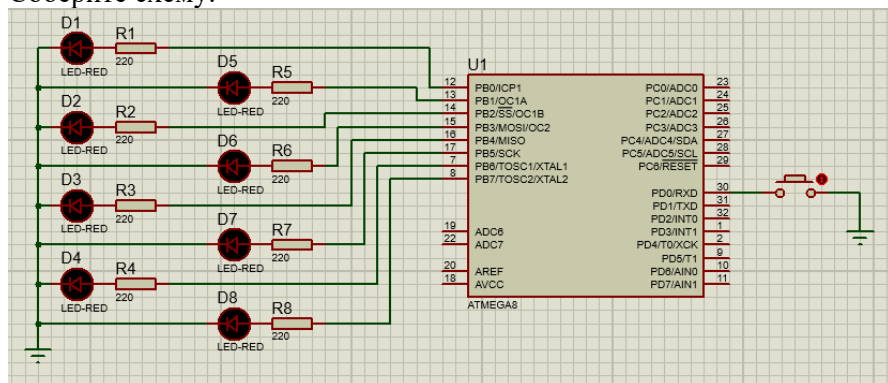 Соберите схему:
D1
R1
LED-RED
220
D5
R5
LED-RED
220
D2
R2
LED-RED
220
D6
R6
LED-RED
220
D3
R3
LED-RED
220
D7
R7
LED-RED
220
D4
R4
LED-RED
220
D8
R8
LED-RED
220
U1
12 PB0/ICP1 PC0/ADC0 23
13 PB1/OC1A PC1/ADC1 24
14 PB2/SS/OC1B PC2/ADC2 25
15 PB3/MOSI/OC2 PC3/ADC3 26
16 PB4/MISO PC4/ADC4/SDA 27
17 PB5/SCK PC5/ADC5/SCL 28
7 PB6/TOSC1/XTAL1 PC6/RESET 29
8 PB7/TOSC2/XTAL2
PD0/RXD 30
PD1/TXD 31
PD2/INT0 32
19 ADC6 PD3/INT1 1
22 ADC7 PD4/T0/XCK 2
PD5/T1 9
20 AREF PD6/AIN0 10
18 AVCC PD7/AIN1 11
ATMEGA8